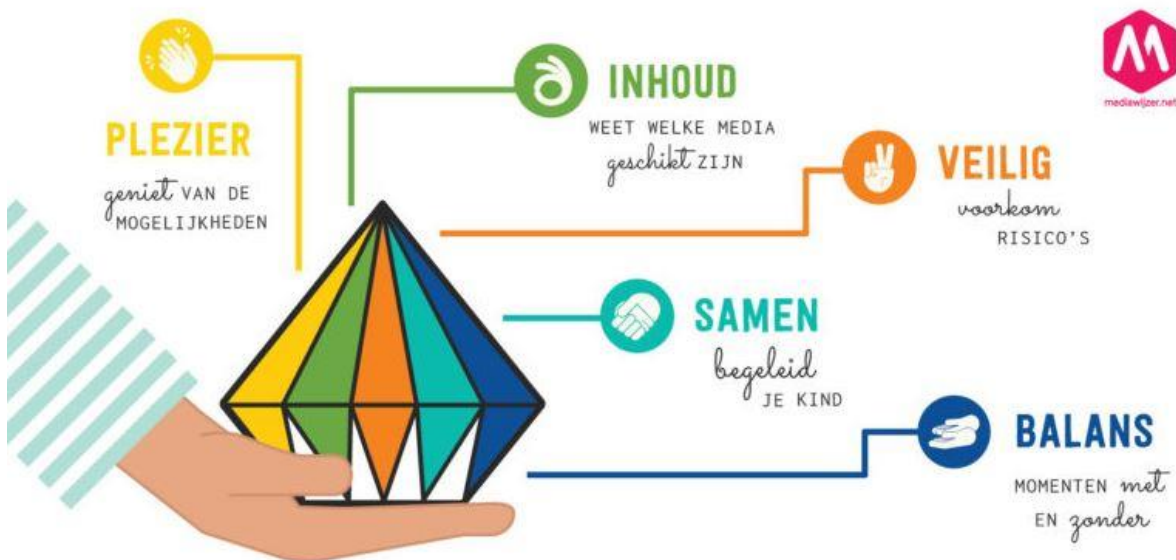 PLEZIER
geniet VAN DE
MOGELIJKHEDEN
INHOUD
WEET WELKE MEDIA
geschikt ZIJN
mediawijzer.net
VEILIG
voorkom
RISICO'S
SAMEN
begeleid
JE KIND
BALANS
MOMENTEN met
EN zonder